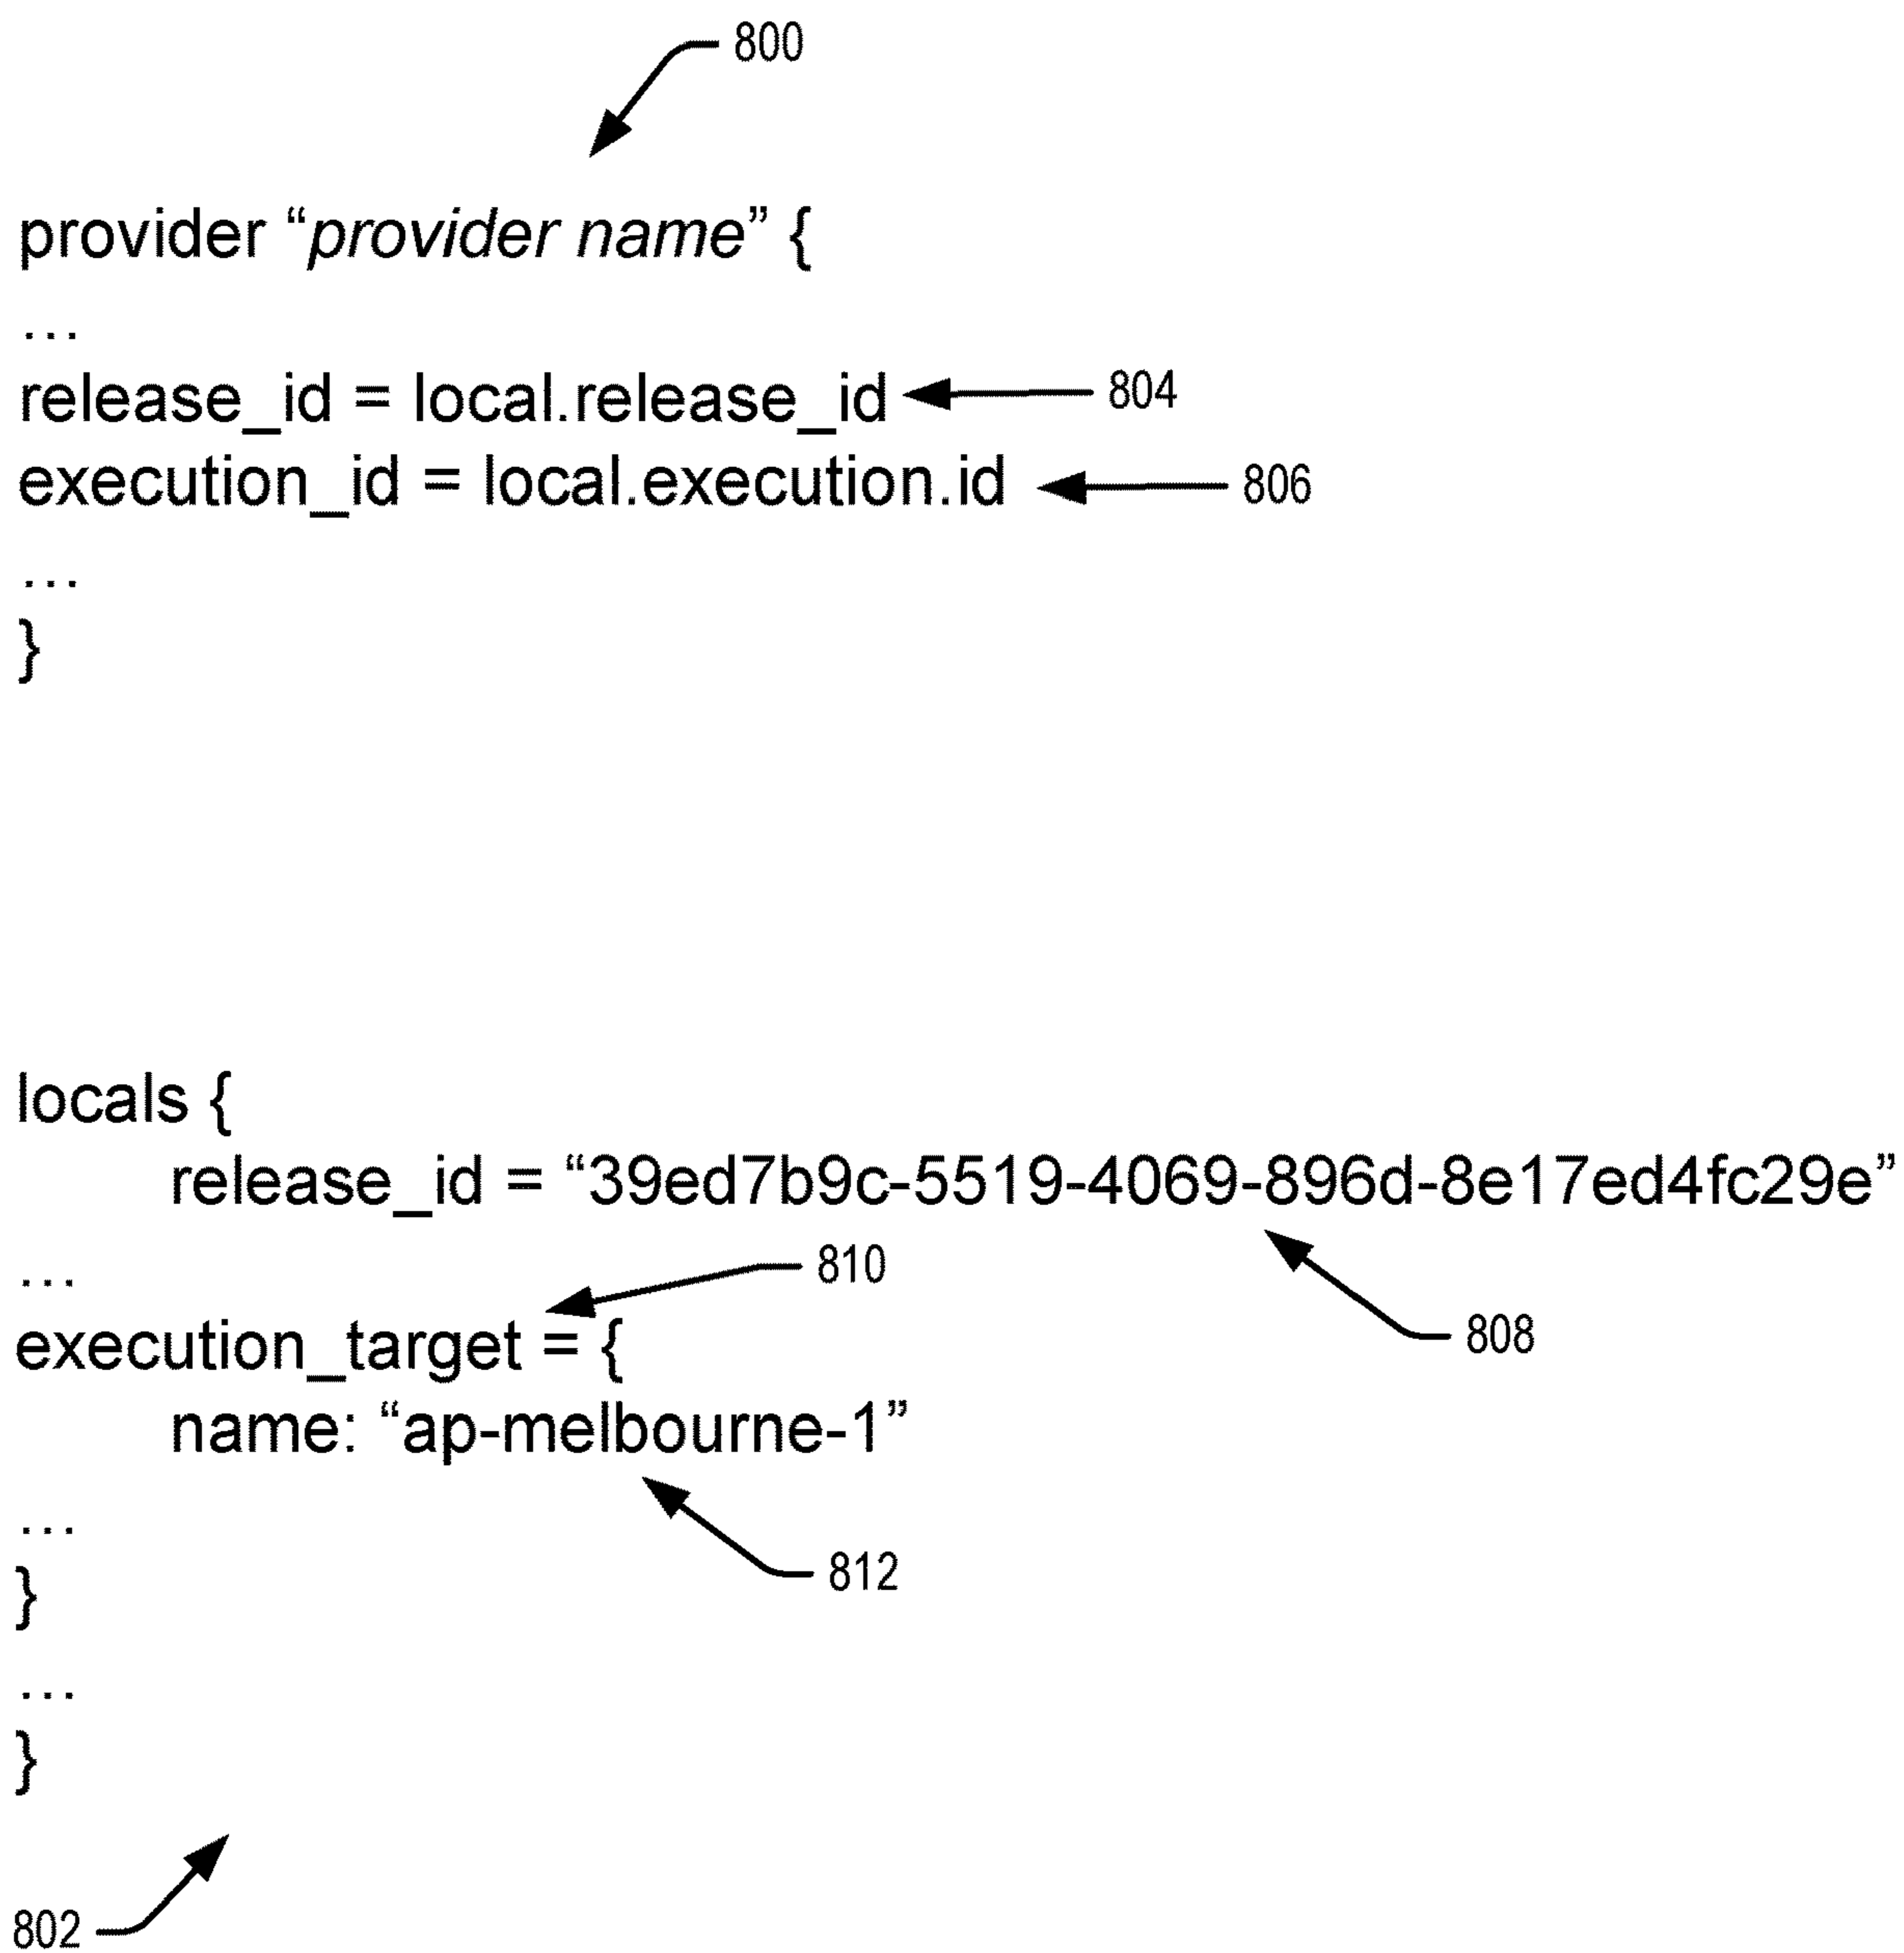 800
provider “provider name” {
...
release_id = local.release_id 804
execution_id = local.execution.id 806
...
}
locals {
release_id = “39ed7b9c-5519-4069-896d-8e17ed4fc29e”
... 810
808
execution_target = {
name: “ap-melbourne-1”
...
812
}
...
}
802